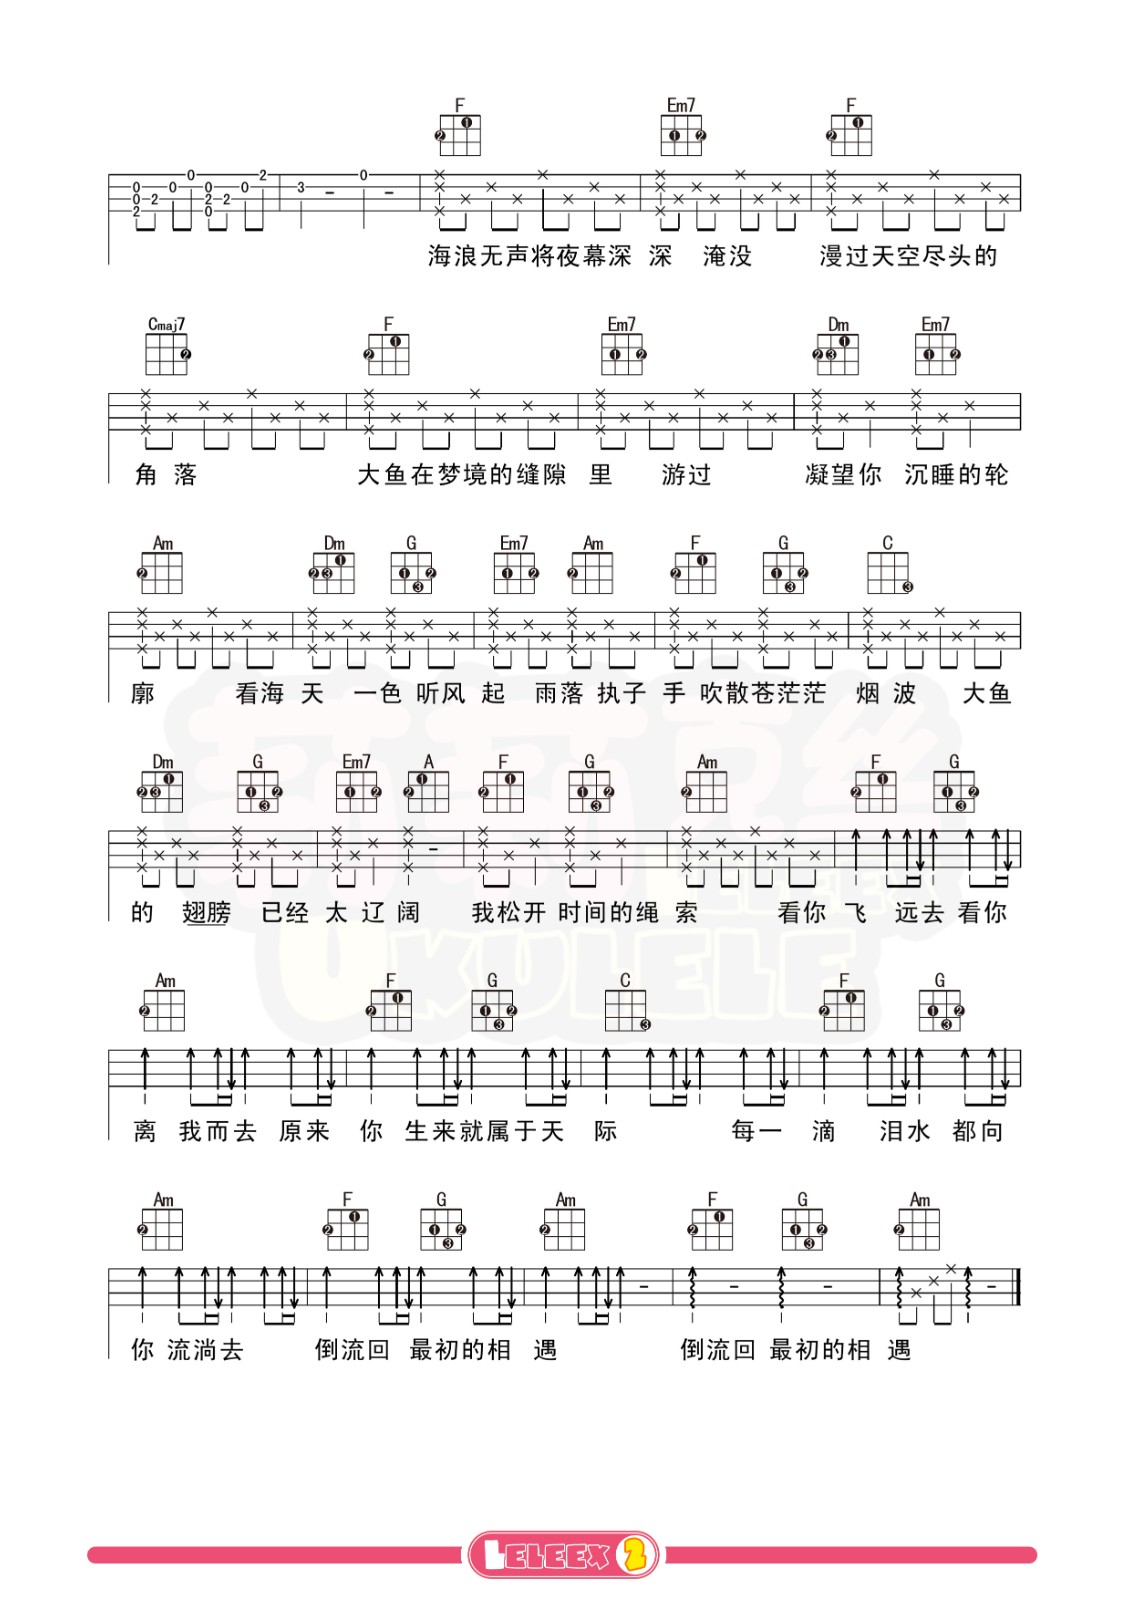 F Em7 F
0 0 2 2 0 0 0 2 0 2 0 2 3 - 0 -
海浪无声将夜幕深 深 淹没 漫过天空尽头的
Cmaj7 F Em7 Dm Em7
角 落 大鱼在梦境的缝隙 里 游过 凝望你 沉睡的轮
Am Dm G Em7 Am F G C
廓 看海 天 一色 听风 起 雨落 执子 手 吹散苍茫茫 烟 波 大鱼
Dm G Em7 A F G Am F G
的 翅膀 已经 太 辽 阔 我松开 时间的绳 索 看你 飞 远去 看你
Am F G C F G
离 我而去 原来 你 生来就属于天 际 每一 滴 泪水 都向
Am F G Am F G Am
你 流淌去 倒流回 最初的相 遇 倒流回 最初的相 遇
葫葫克丝
LELEEX
UKULELE
LELEEX 2